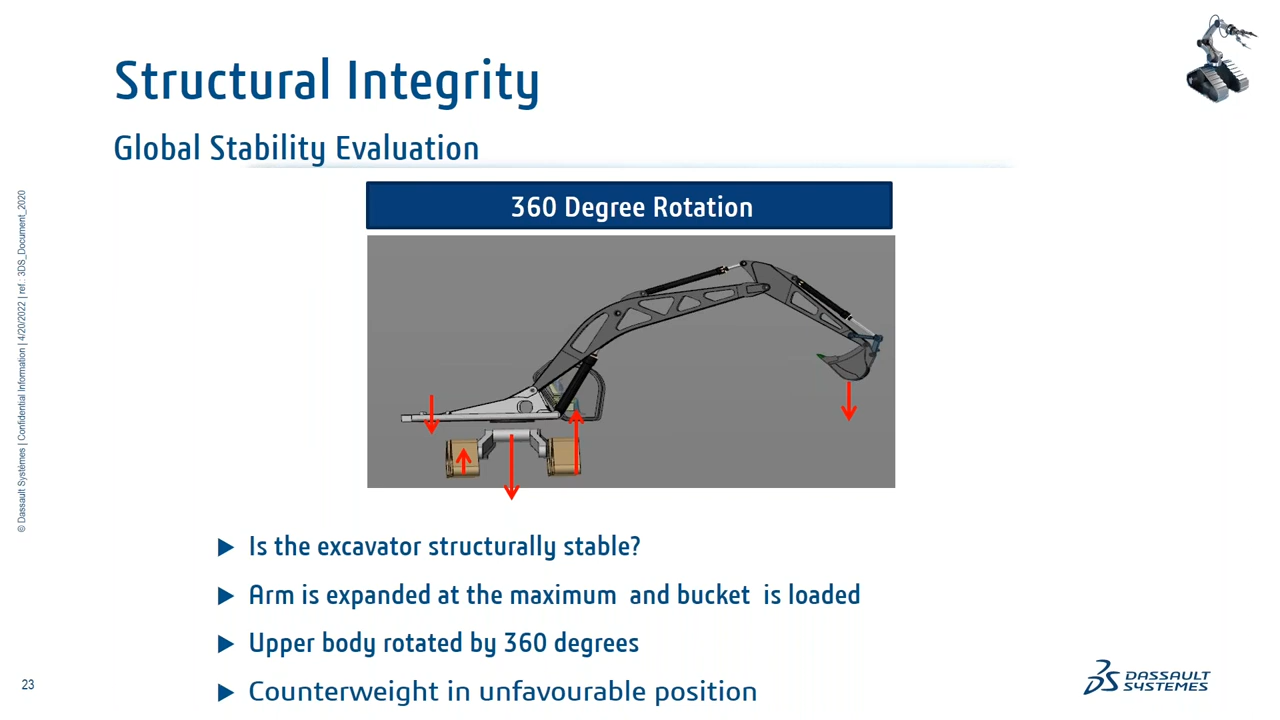 Structural Integrity
Global Stability Evaluation
360 Degree Rotation
© Dassault Systèmes | Confidential Information | 4/20/2022 | ref.: 3DS_Document_2020
Is the excavator structurally stable?
Arm is expanded at the maximum and bucket is loaded
Upper body rotated by 360 degrees
Counterweight in unfavourable position
23
DASSAULT
SYSTEMES